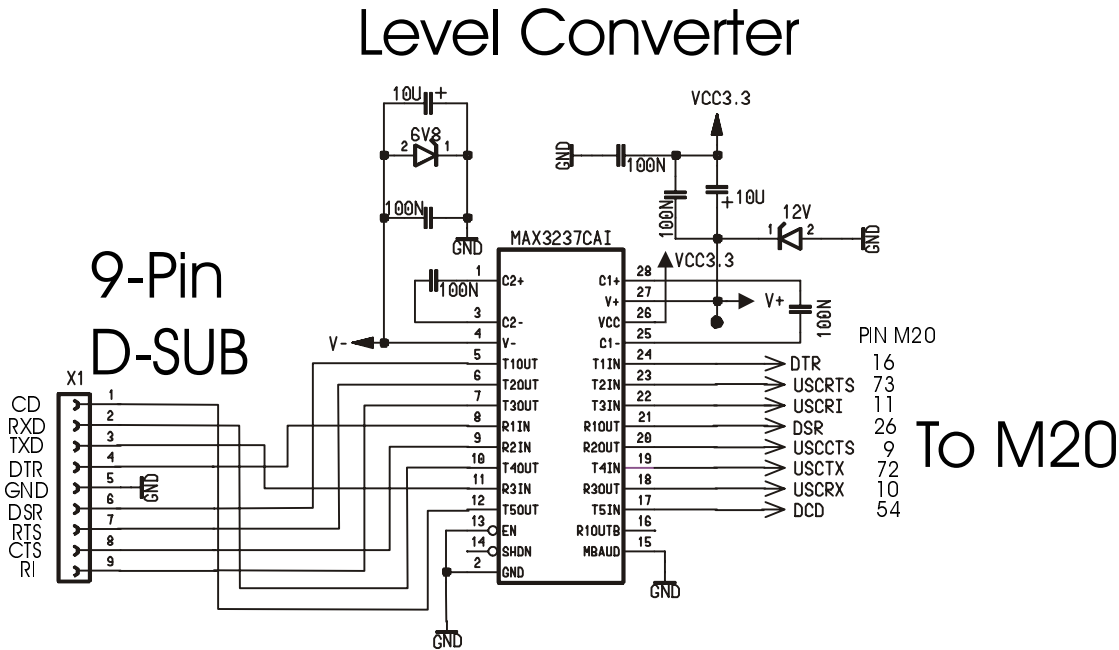 Level Converter
10U +
6V8
2 1
100N
GND
VCC3.3
GND
100N
100N
+ 10U
12V
1 2
GND
MAX3237CAI
VCC3.3
V+
100N
100N
V-
9-Pin
D-SUB
X1
CD 1
RXD 2
TXD 3
DTR 4
GND 5 GND
DSR 6
RTS 7
CTS 8
RI 9
1 C2+ C1+ 28
3 C2- V+ 27
4 V- VCC 26
C1- 25
5 T1OUT T1IN 24
6 T2OUT T2IN 23
7 T3OUT T3IN 22
8 R1IN R1OUT 21
9 R2IN R2OUT 20
10 T4OUT T4IN 19
11 R3IN R3OUT 18
12 T5OUT T5IN 17
13 EN R1OUTB 16
14 SHDN MBAUD 15
2 GND
GND
GND
PIN M20
DTR 16
USCRTS 73
USCRI 11
DSR 26
USCCTS 9
USCTX 72
USCRX 10
DCD 54
To M20